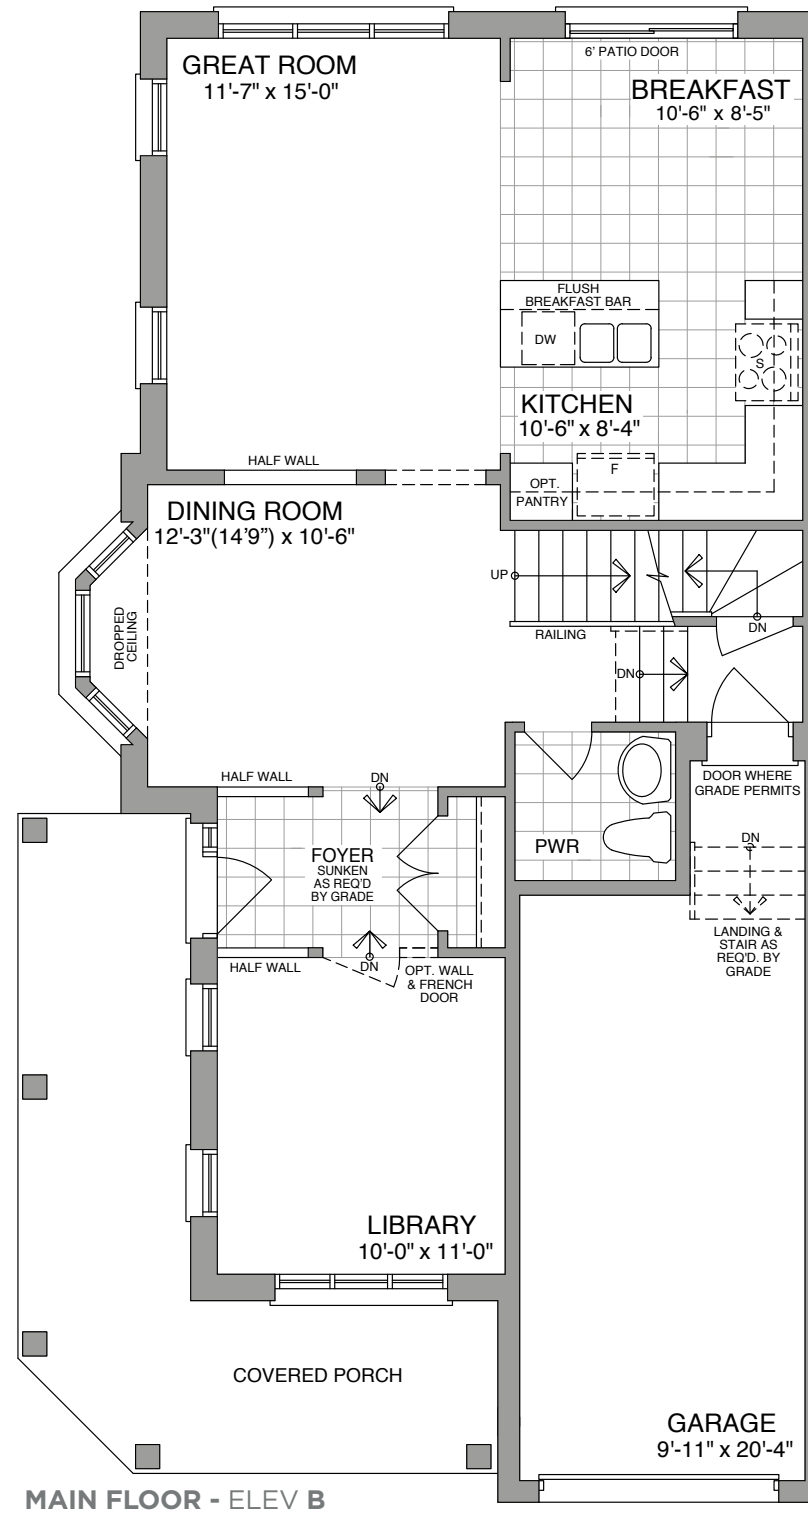 GREAT ROOM
11'-7" x 15'-0"
6' PATIO DOOR
BREAKFAST
10'-6" x 8'-5"
FLUSH
BREAKFAST BAR
DW
S
KITCHEN
10'-6" x 8'-4"
F
OPT.
PANTRY
HALF WALL
DINING ROOM
12'-3"(14'9”) x 10'-6"
DROPPED
CEILING
UP
RAILING
DN
DN
HALF WALL
DN
FOYER
SUNKEN
AS REQ'D
BY GRADE
PWR
DOOR WHERE
GRADE PERMITS
DN
LANDING &
STAIR AS
REQ'D. BY
GRADE
HALF WALL
DN
OPT. WALL
& FRENCH
DOOR
LIBRARY
10'-0" x 11'-0"
COVERED PORCH
GARAGE
9'-11" x 20'-4"
MAIN FLOOR - ELEV B